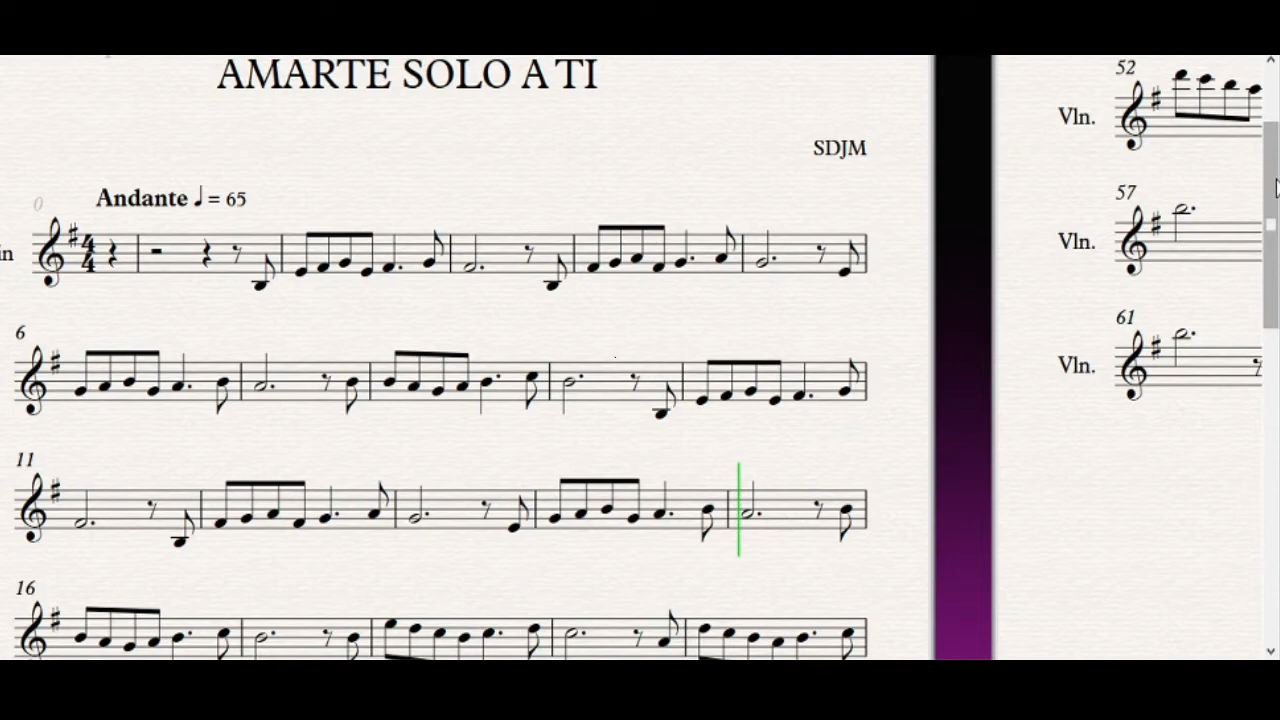 AMARTE SOLO A TI
SDJM
Andante ♩ = 65
0
in
6
11
16
52
Vln.
57
Vln.
61
Vln.